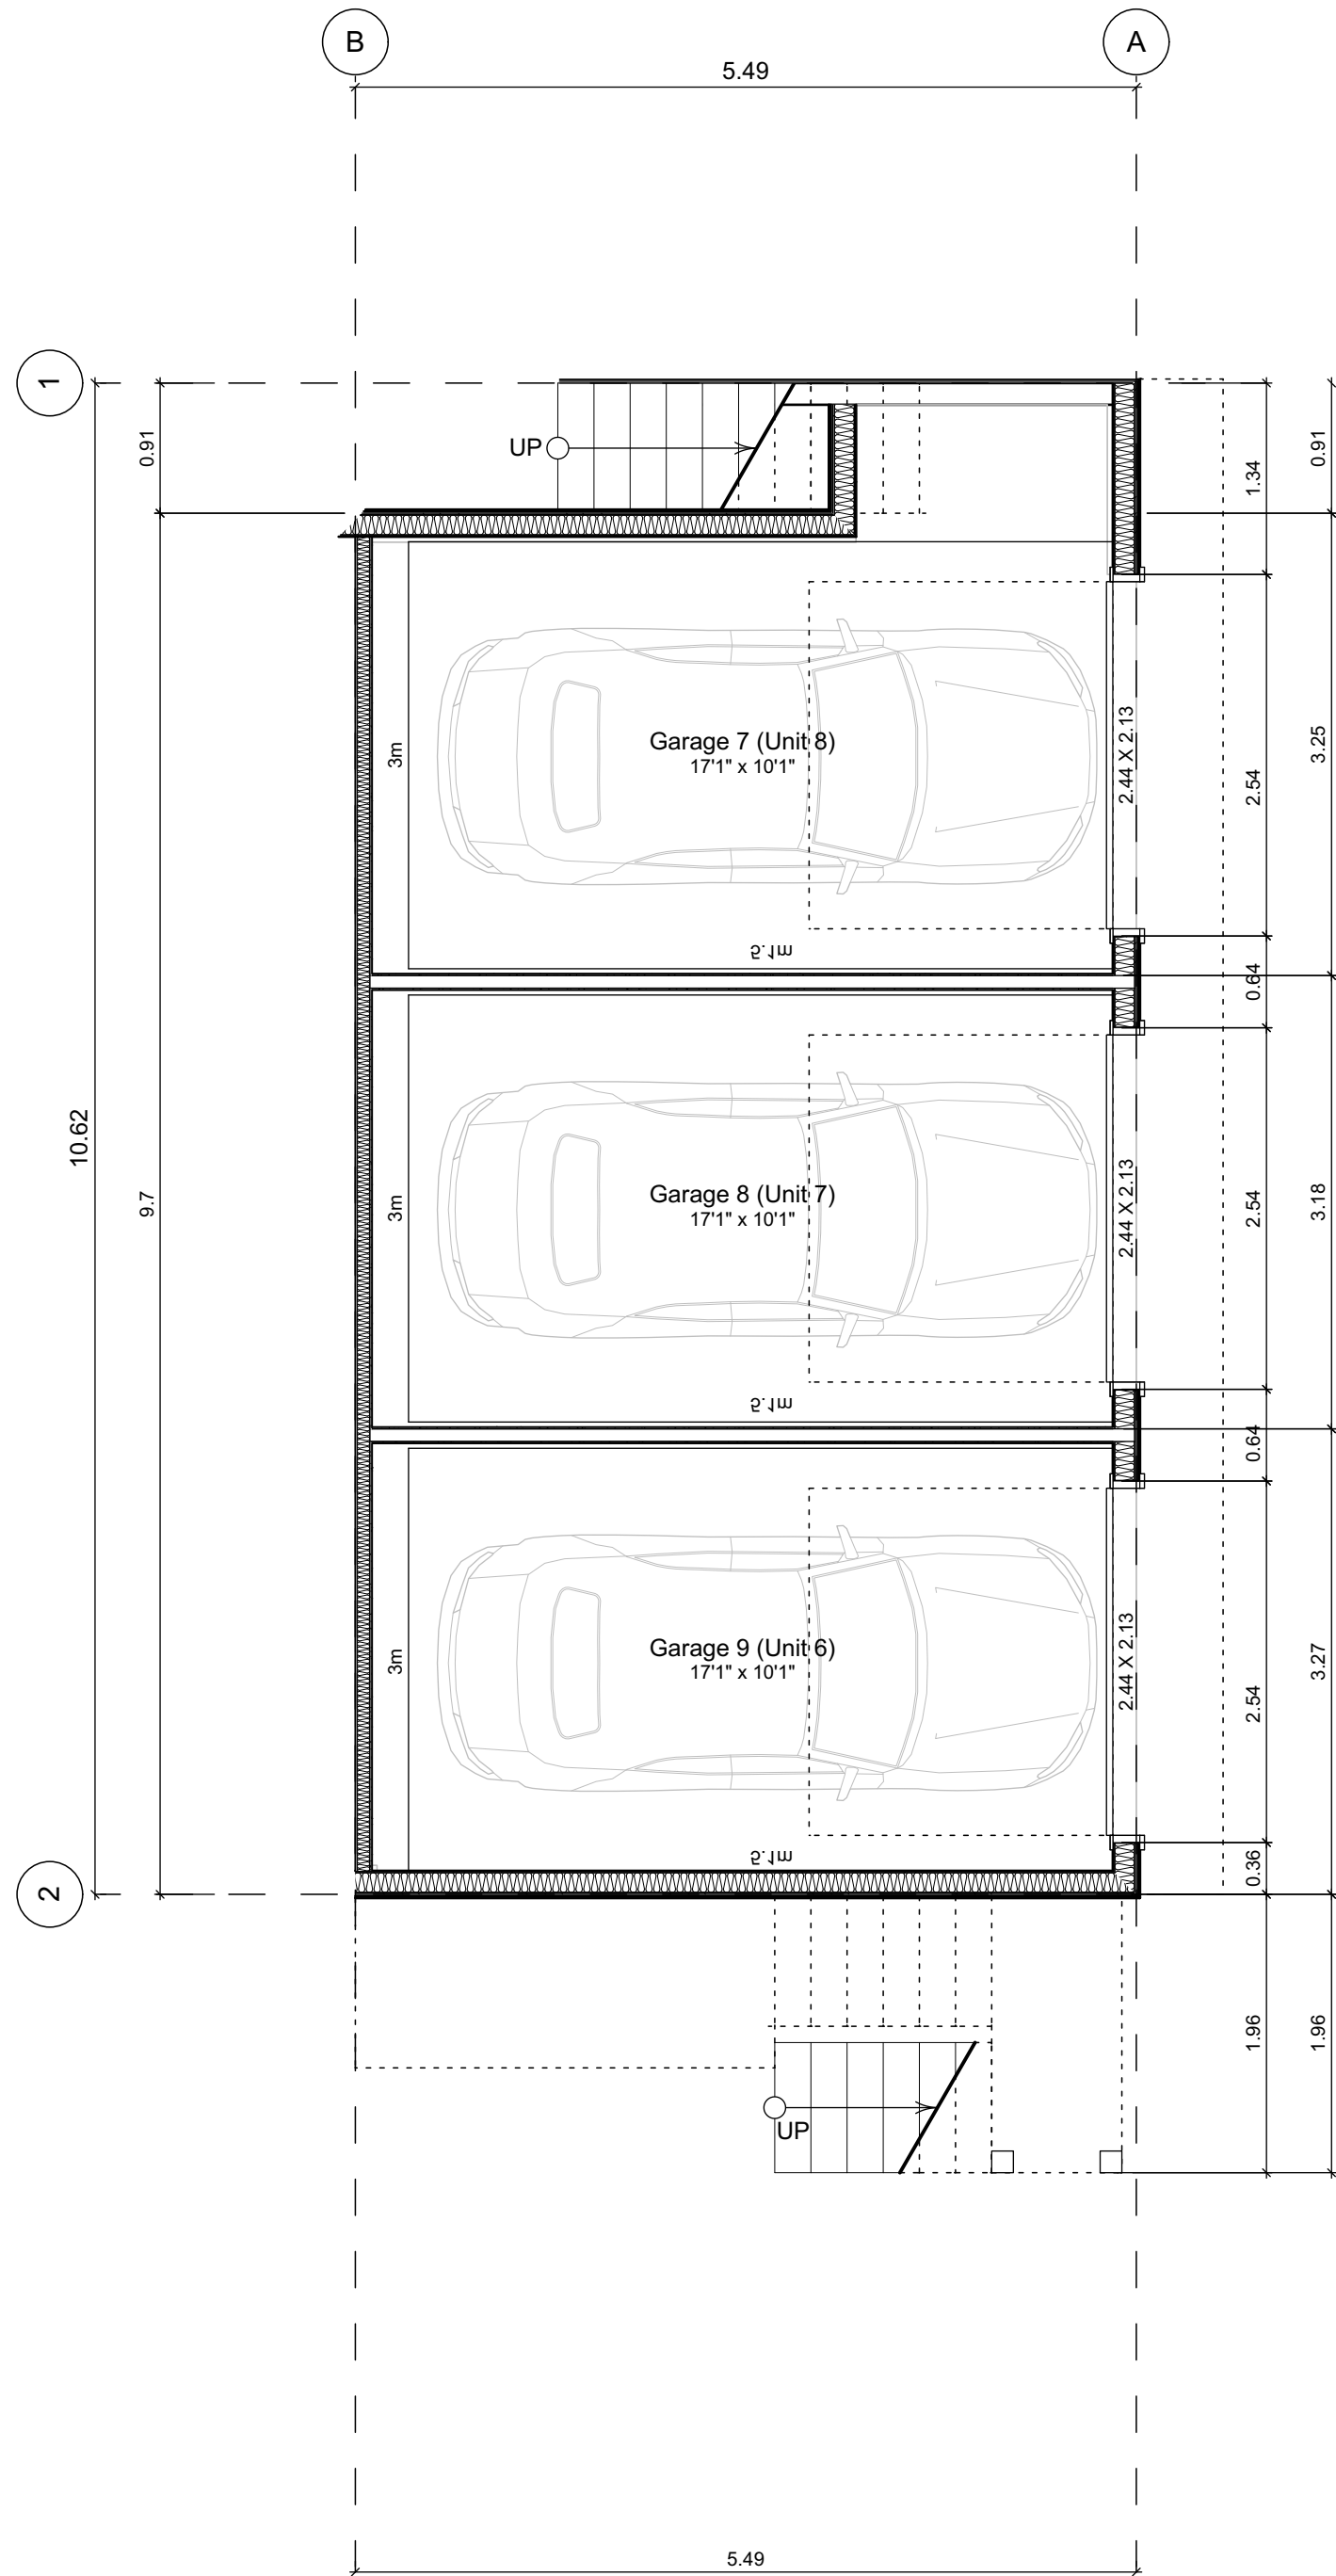 B
A
5.49
1
0.91
UP
1.34
0.91
3m
Garage 7 (Unit 8)
17'1" x 10'1"
2.44 X 2.13
2.54
3.25
5.1m
0.64
10.62
9.7
3m
Garage 8 (Unit 7)
17'1" x 10'1"
2.44 X 2.13
2.54
3.18
5.1m
0.64
3m
Garage 9 (Unit 6)
17'1" x 10'1"
2.44 X 2.13
2.54
3.27
5.1m
0.36
2
1.96
1.96
UP
5.49